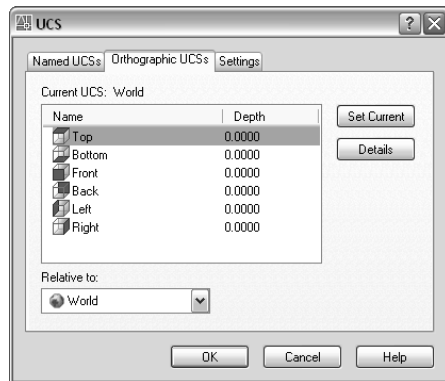 UCS
Named UCSs Orthographic UCSs Settings
Current UCS: World
Name Depth
Top 0.0000
Bottom 0.0000
Front 0.0000
Back 0.0000
Left 0.0000
Right 0.0000
Set Current
Details
Relative to:
World
OK Cancel Help